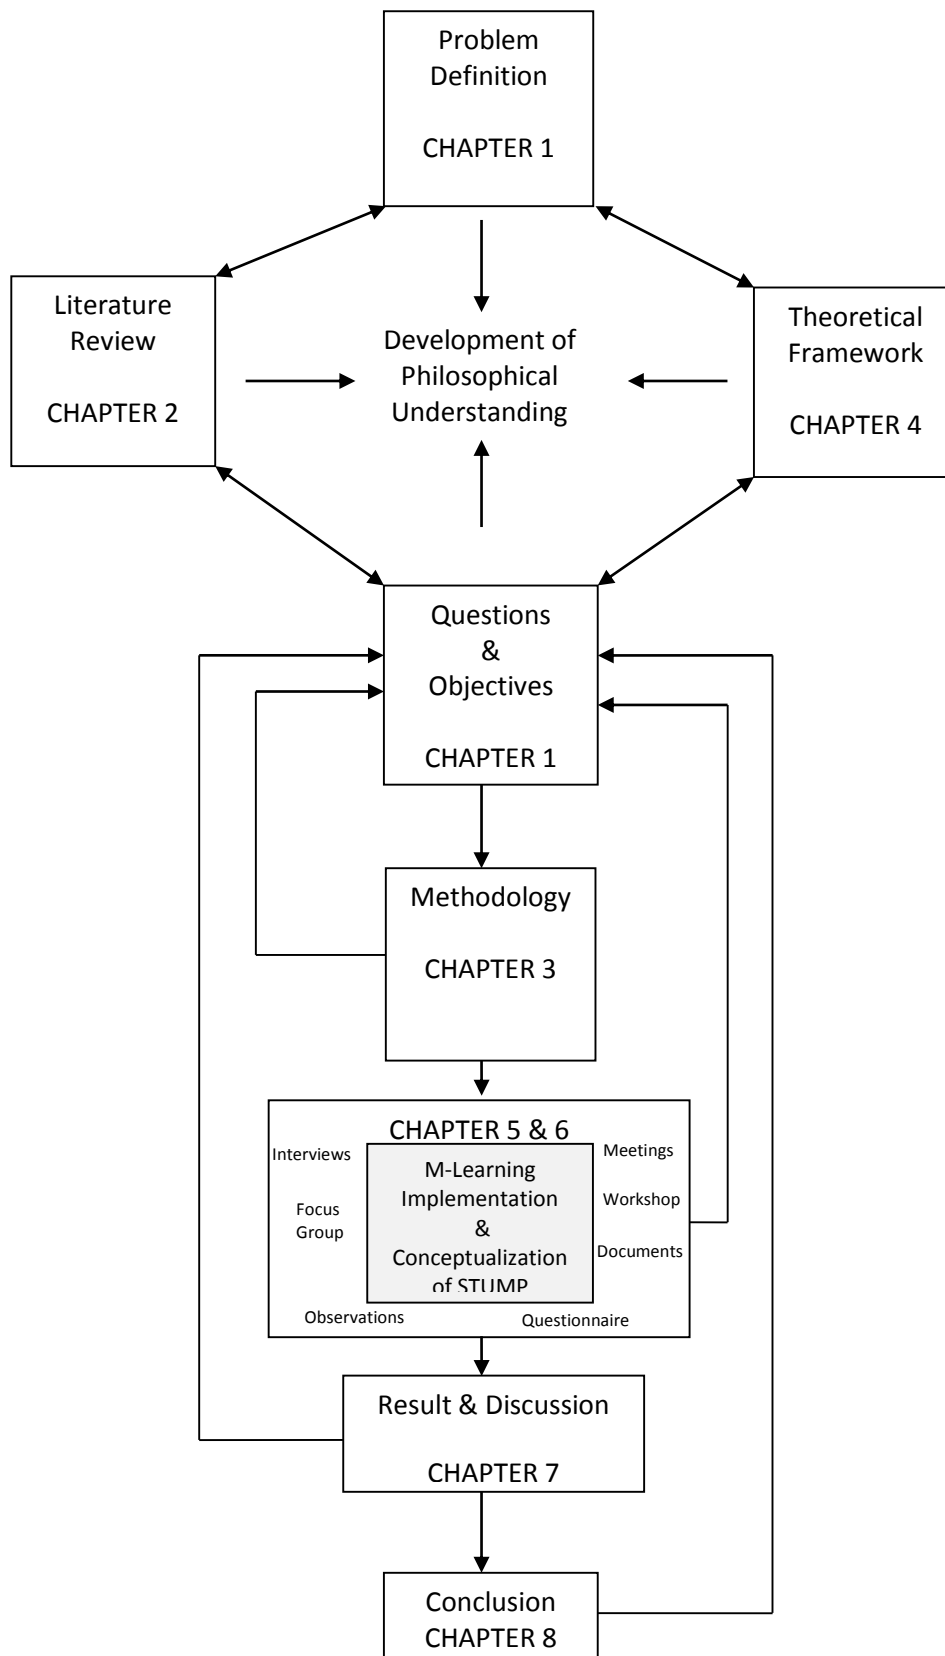 Problem
Definition
CHAPTER 1
Literature
Review
CHAPTER 2
Development of
Philosophical
Understanding
Theoretical
Framework
CHAPTER 4
Questions
&
Objectives
CHAPTER 1
Methodology
CHAPTER 3
CHAPTER 5 & 6
Interviews
Focus
Group
M-Learning
Implementation
&
Conceptualization
of STUMP
Meetings
Workshop
Documents
Observations
Questionnaire
Result & Discussion
CHAPTER 7
Conclusion
CHAPTER 8